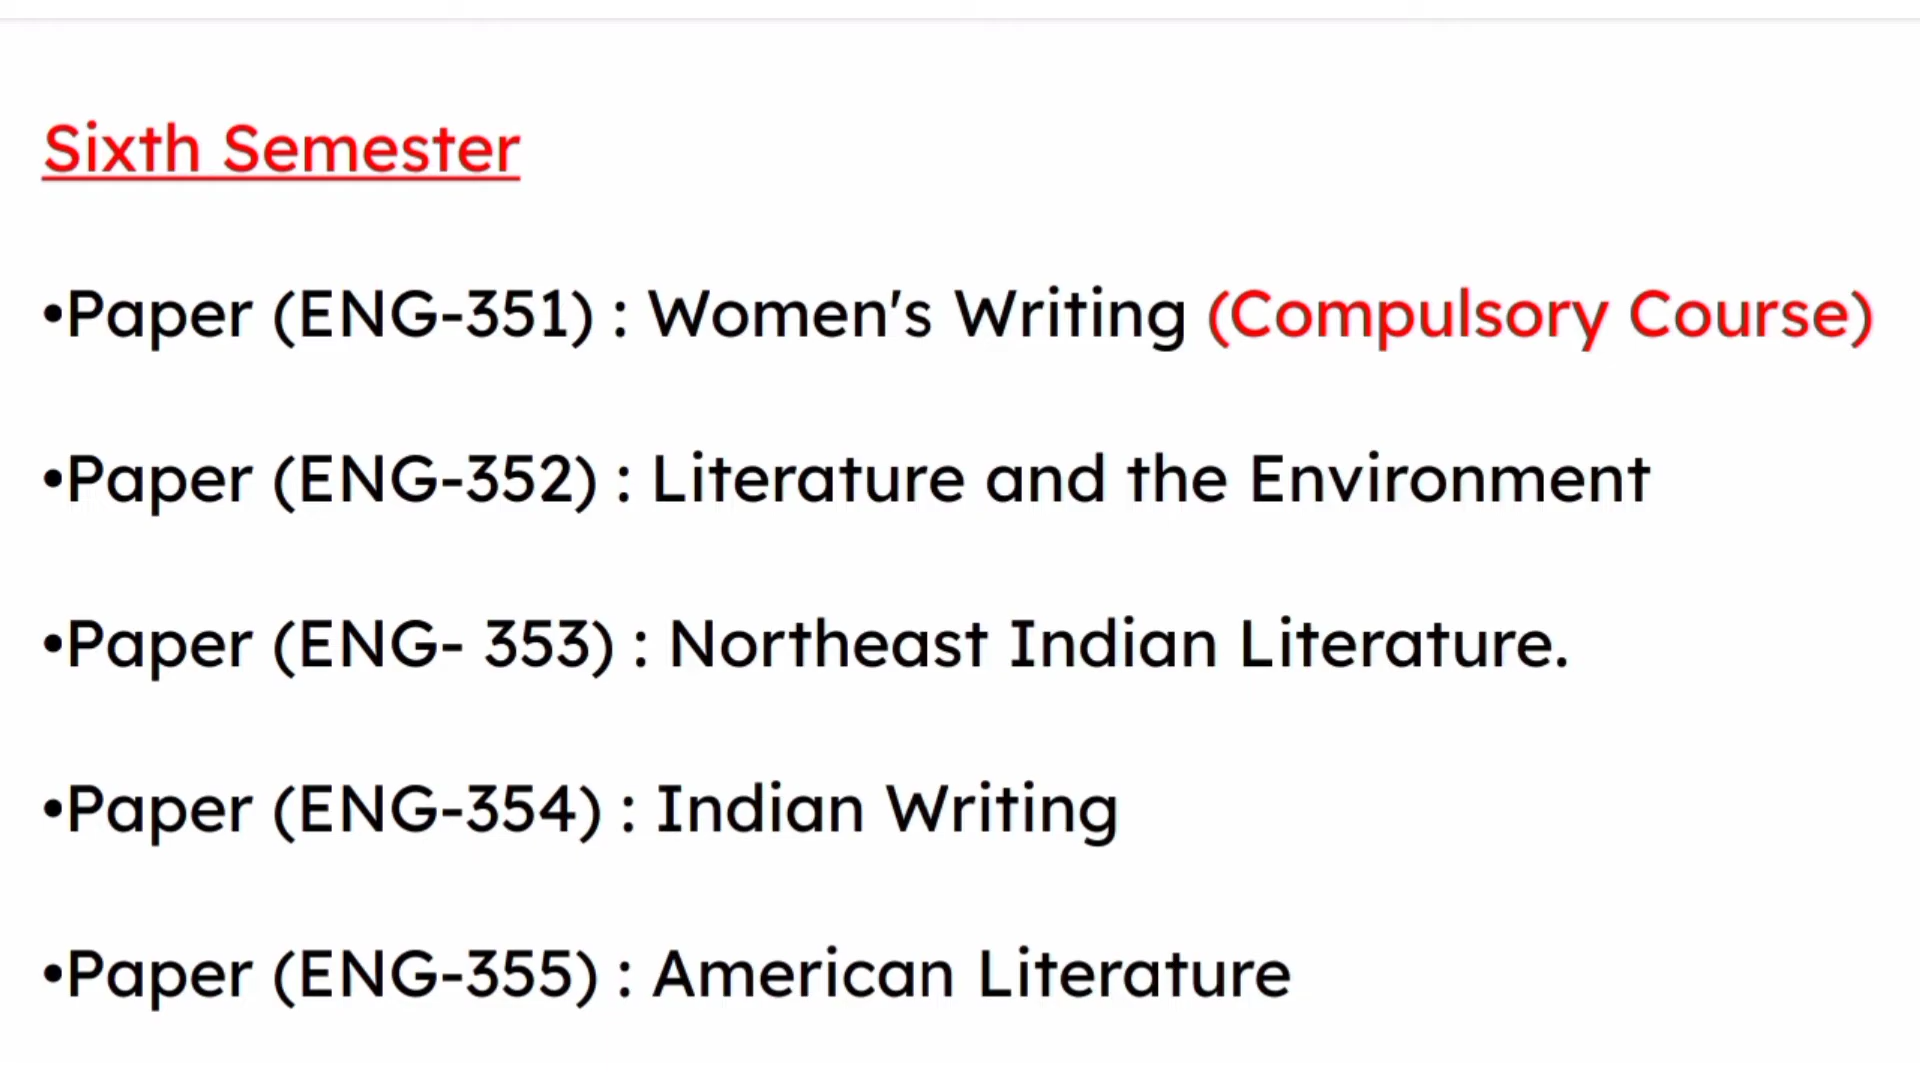 Sixth Semester
•Paper (ENG-351) : Women's Writing (Compulsory Course)
•Paper (ENG-352) : Literature and the Environment
•Paper (ENG- 353) : Northeast Indian Literature.
•Paper (ENG-354) : Indian Writing
•Paper (ENG-355) : American Literature